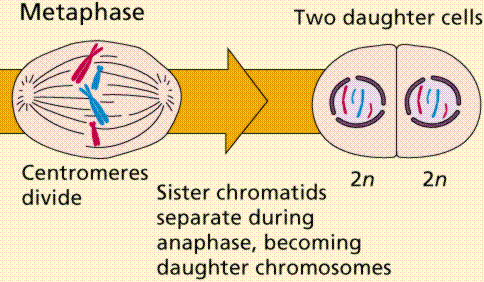 Metaphase
Two daughter cells
Centromeres
divide
Sister chromatids
separate during
anaphase, becoming
daughter chromosomes
2n 2n